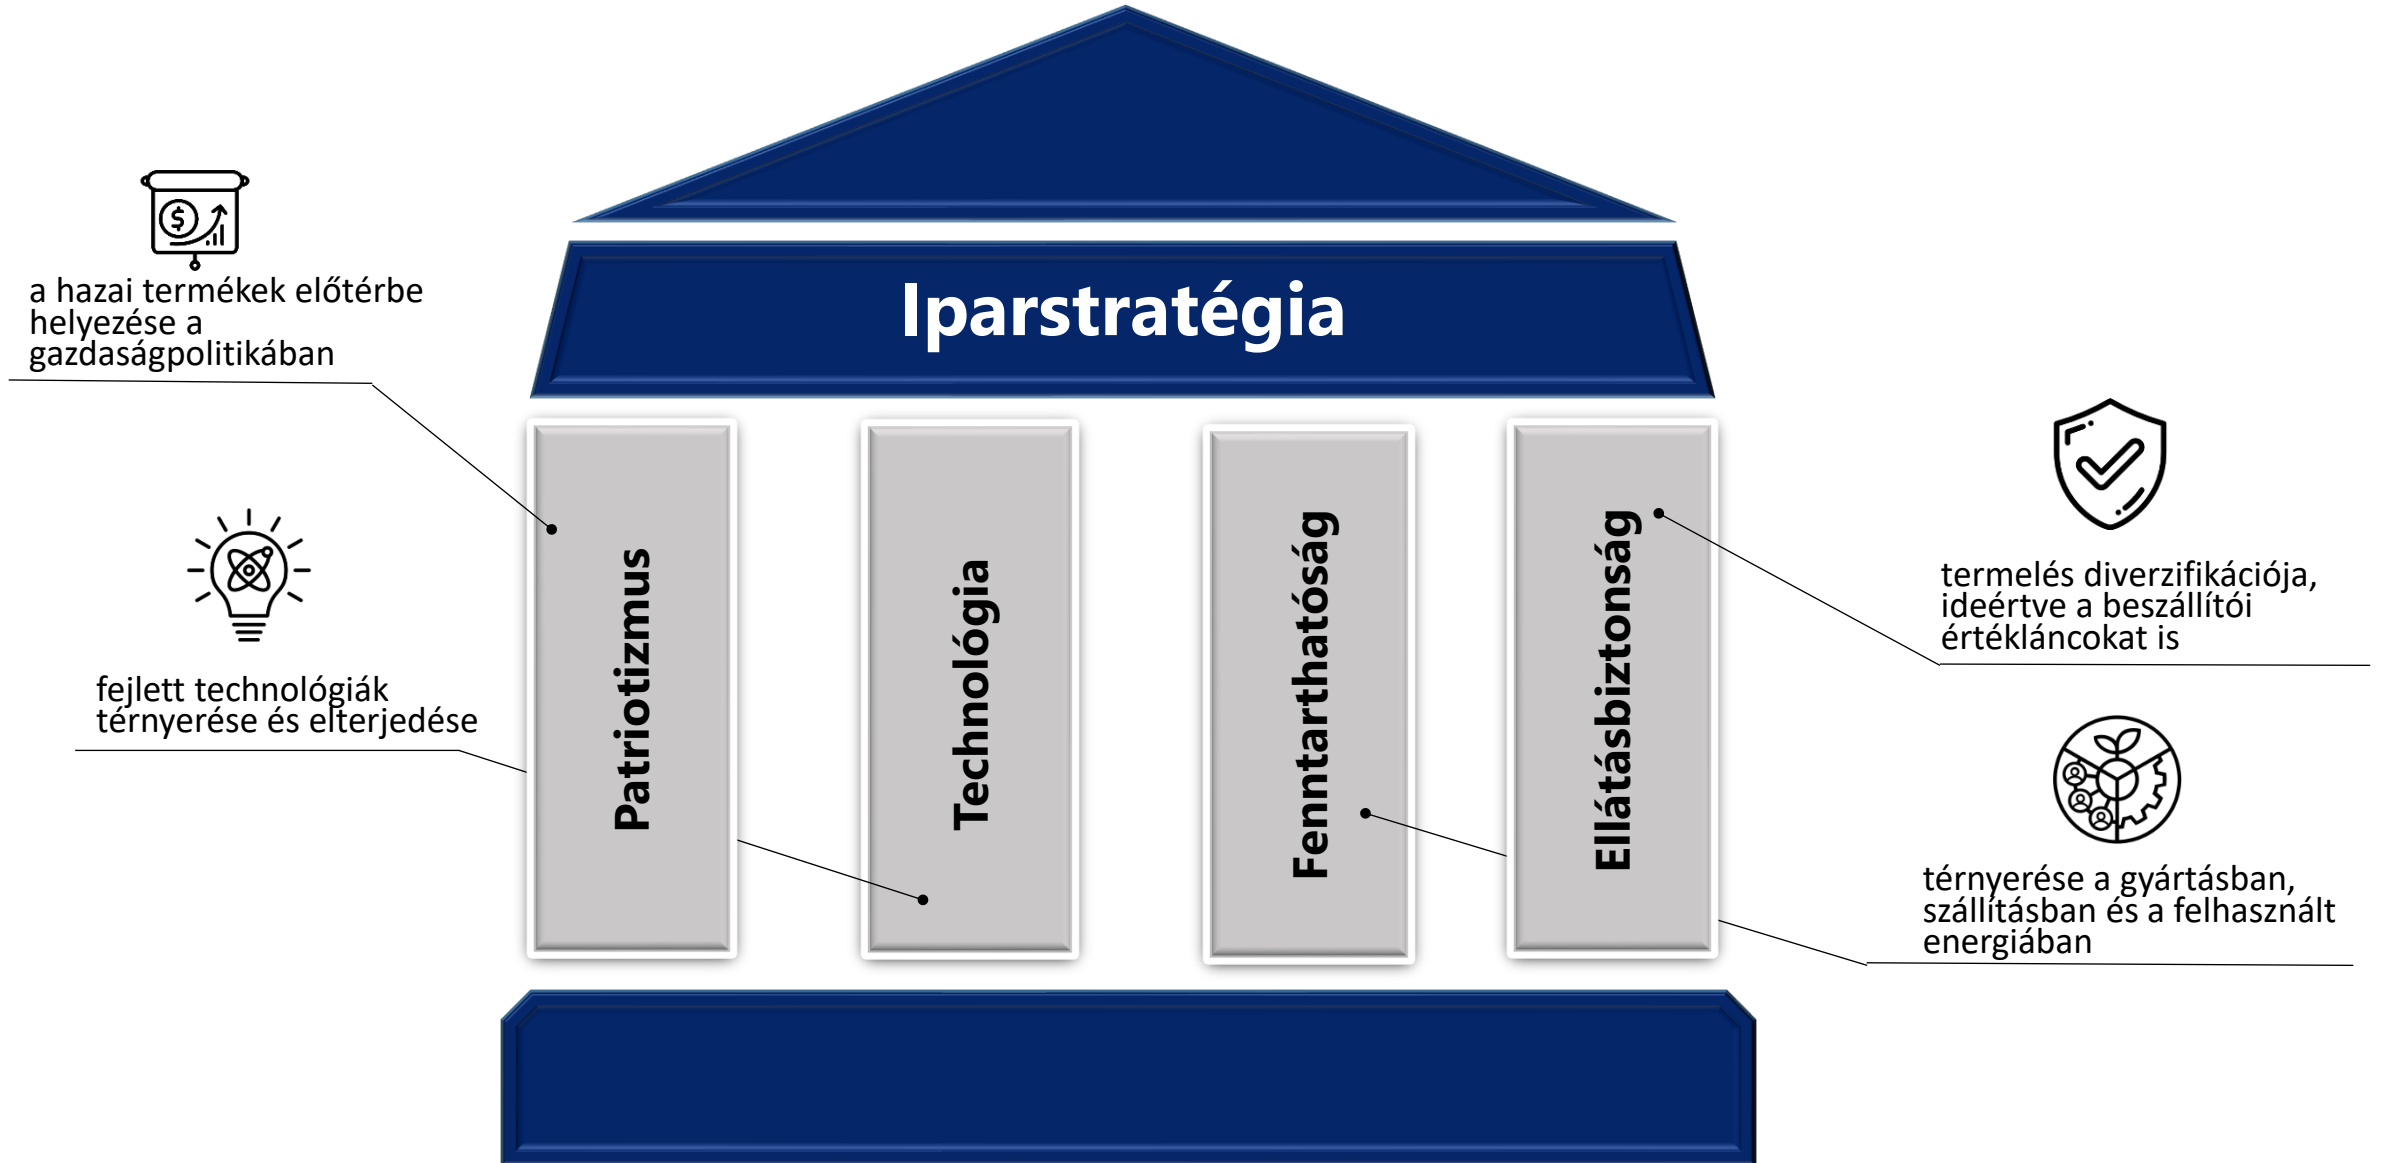 Iparstratégia
a hazai termékek előtérbe
helyezése a
gazdaságpolitikában
fejlett technológiák
térnyerése és elterjedése
Patriotizmus
Technológia
Fenntarthatóság
Ellátásbiztonság
termelés diverzifikációja,
ideértve a beszállítói
értékláncokat is
térnyerése a gyártásban,
szállításban és a felhasznált
energiában
$